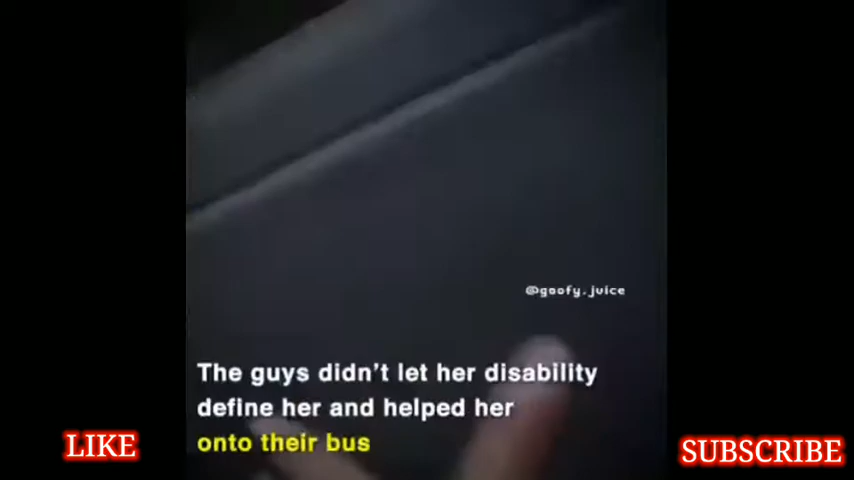 @goofy.juice
The guys didn't let her disability
define her and helped her
onto their bus
LIKE
SUBSCRIBE